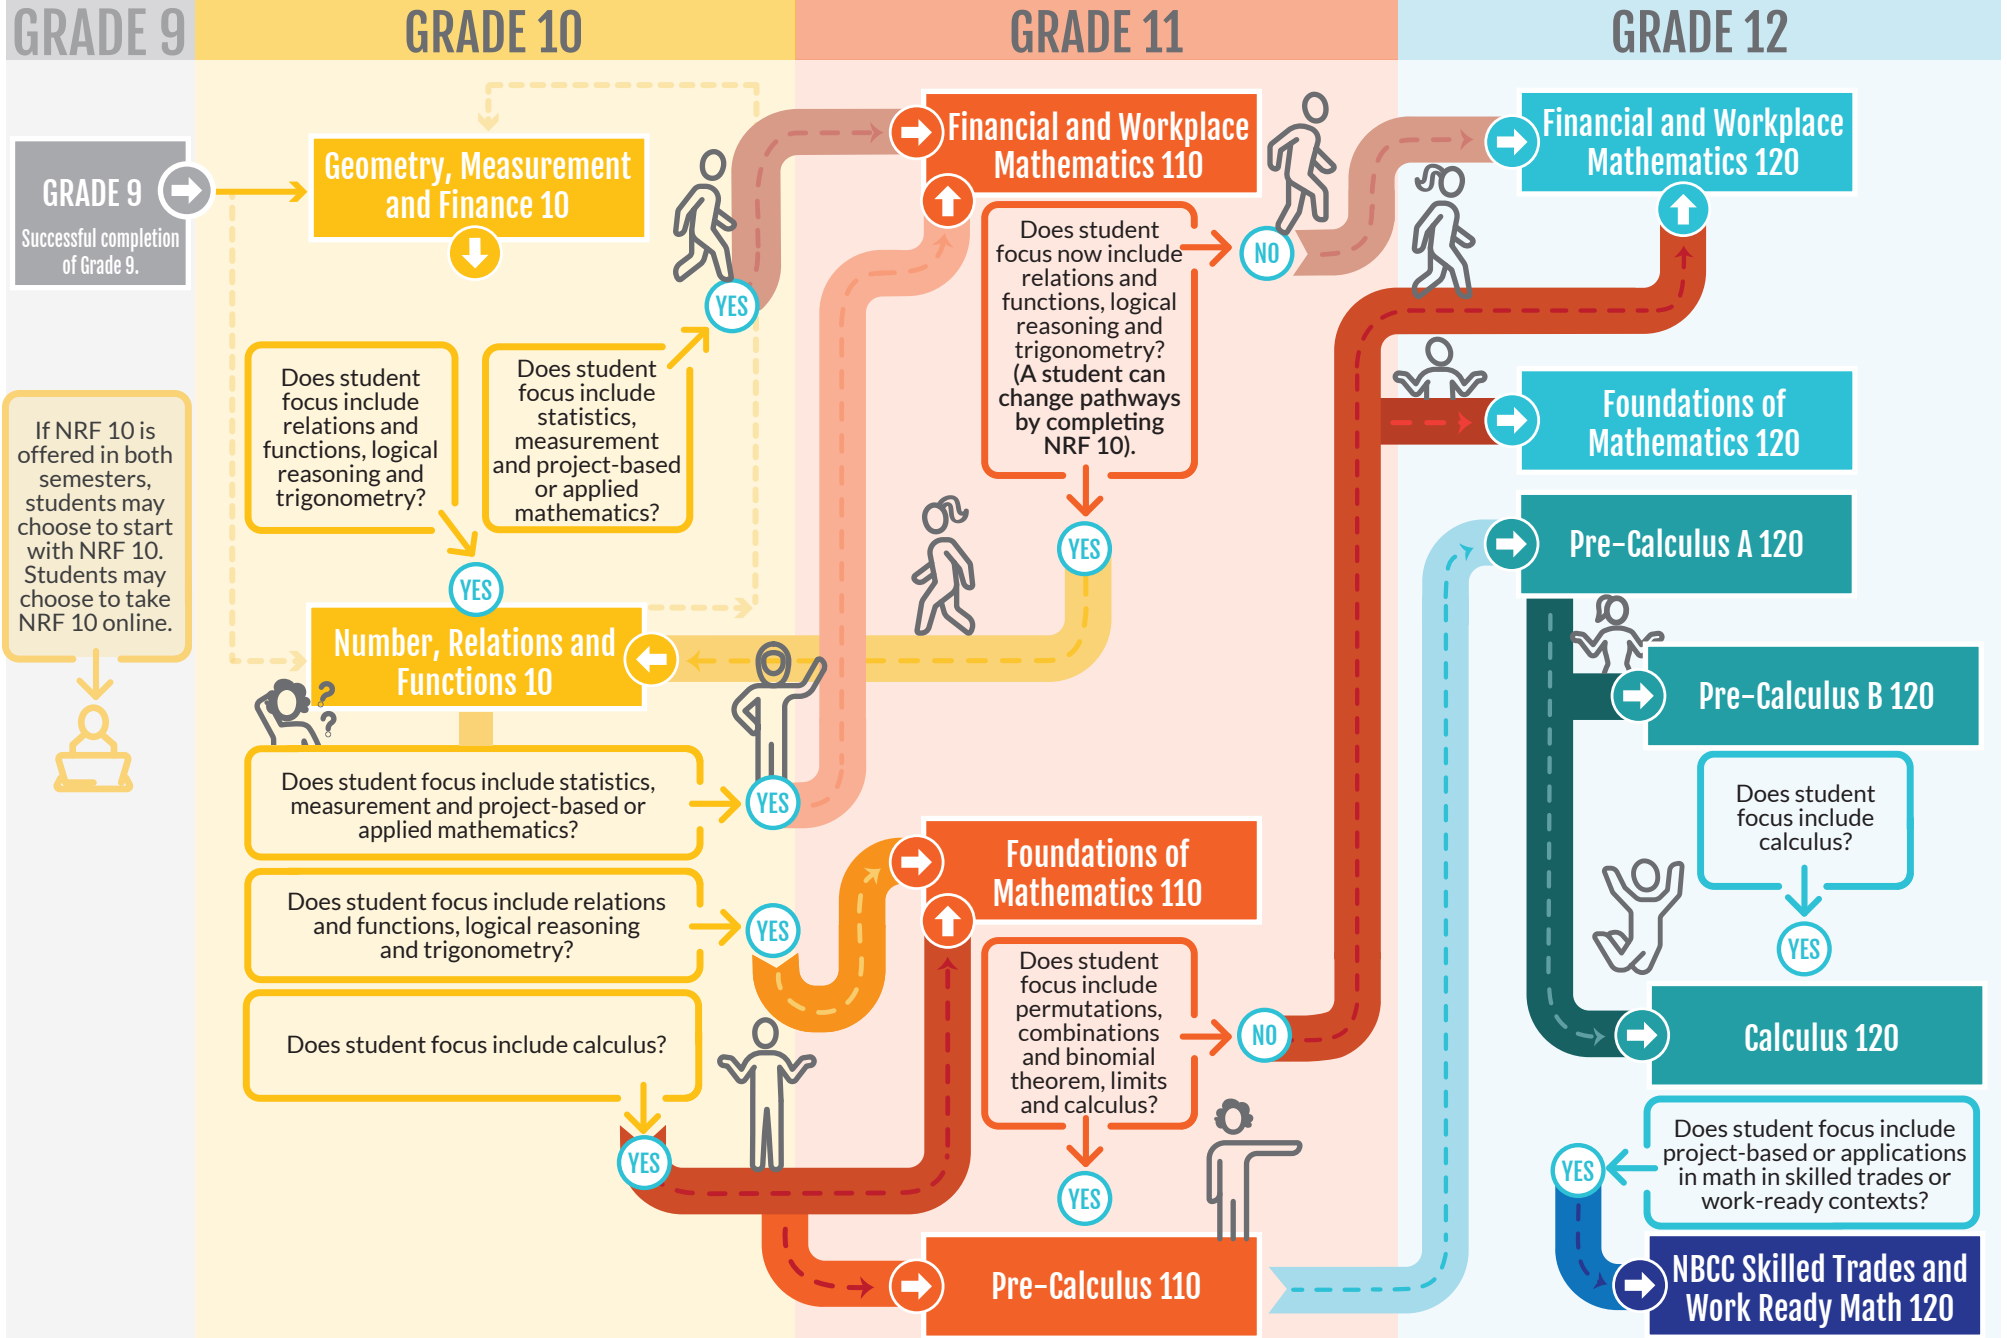 GRADE 9
GRADE 10
GRADE 11
GRADE 12
GRADE 9
Successful completion
of Grade 9.
If NRF 10 is
offered in both
semesters,
students may
choose to start
with NRF 10.
Students may
choose to take
NRF 10 online.
Geometry, Measurement
and Finance 10
Does student
focus include
relations and
functions, logical
reasoning and
trigonometry?
YES
Does student
focus include
statistics,
measurement
and project-based
or applied
mathematics?
YES
Number, Relations and
Functions 10
?
?
Does student focus include statistics,
measurement and project-based or
applied mathematics?
YES
Does student focus include relations
and functions, logical reasoning
and trigonometry?
YES
Does student focus include calculus?
YES
Financial and Workplace
Mathematics 110
Does student
focus now include
relations and
functions, logical
reasoning and
trigonometry?
(A student can
change pathways
by completing
NRF 10).
NO
YES
Foundations of
Mathematics 110
Does student
focus include
permutations,
combinations
and binomial
theorem, limits
and calculus?
NO
YES
Pre-Calculus 110
Financial and Workplace
Mathematics 120
Foundations of
Mathematics 120
Pre-Calculus A 120
Pre-Calculus B 120
Does student
focus include
calculus?
YES
Calculus 120
Does student focus include
project-based or applications
in math in skilled trades or
work-ready contexts?
YES
NBCC Skilled Trades and
Work Ready Math 120